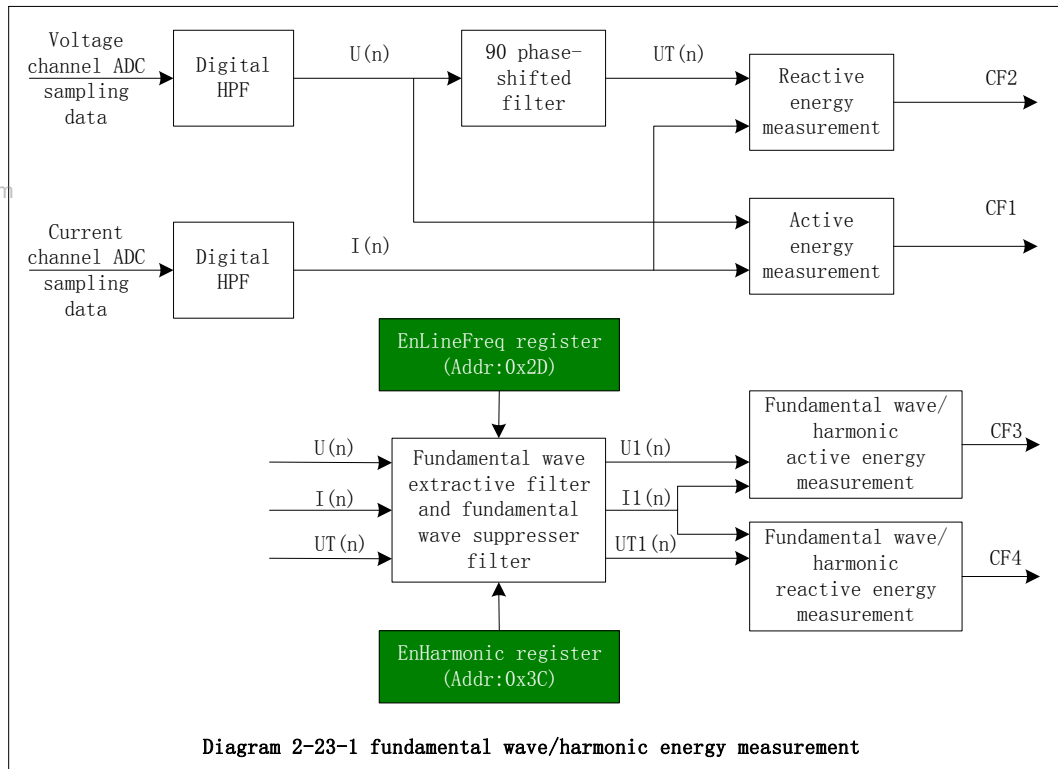 Voltage
channel ADC
sampling
data
Digital
HPF
U(n)
90 phase-
shifted
filter
UT(n)
Reactive
energy
measurement
CF2
m
Current
channel ADC
sampling
data
Digital
HPF
I(n)
Active
energy
measurement
CF1
EnLineFreq register
(Addr:0x2D)
U(n)
I(n)
UT(n)
Fundamental wave
extractive filter
and fundamental
wave suppresser
filter
U1(n)
I1(n)
UT1(n)
Fundamental wave/
harmonic
active energy
measurement
CF3
Fundamental wave/
harmonic
reactive energy
measurement
CF4
EnHarmonic register
(Addr:0x3C)
Diagram 2-23-1 fundamental wave/harmonic energy measurement